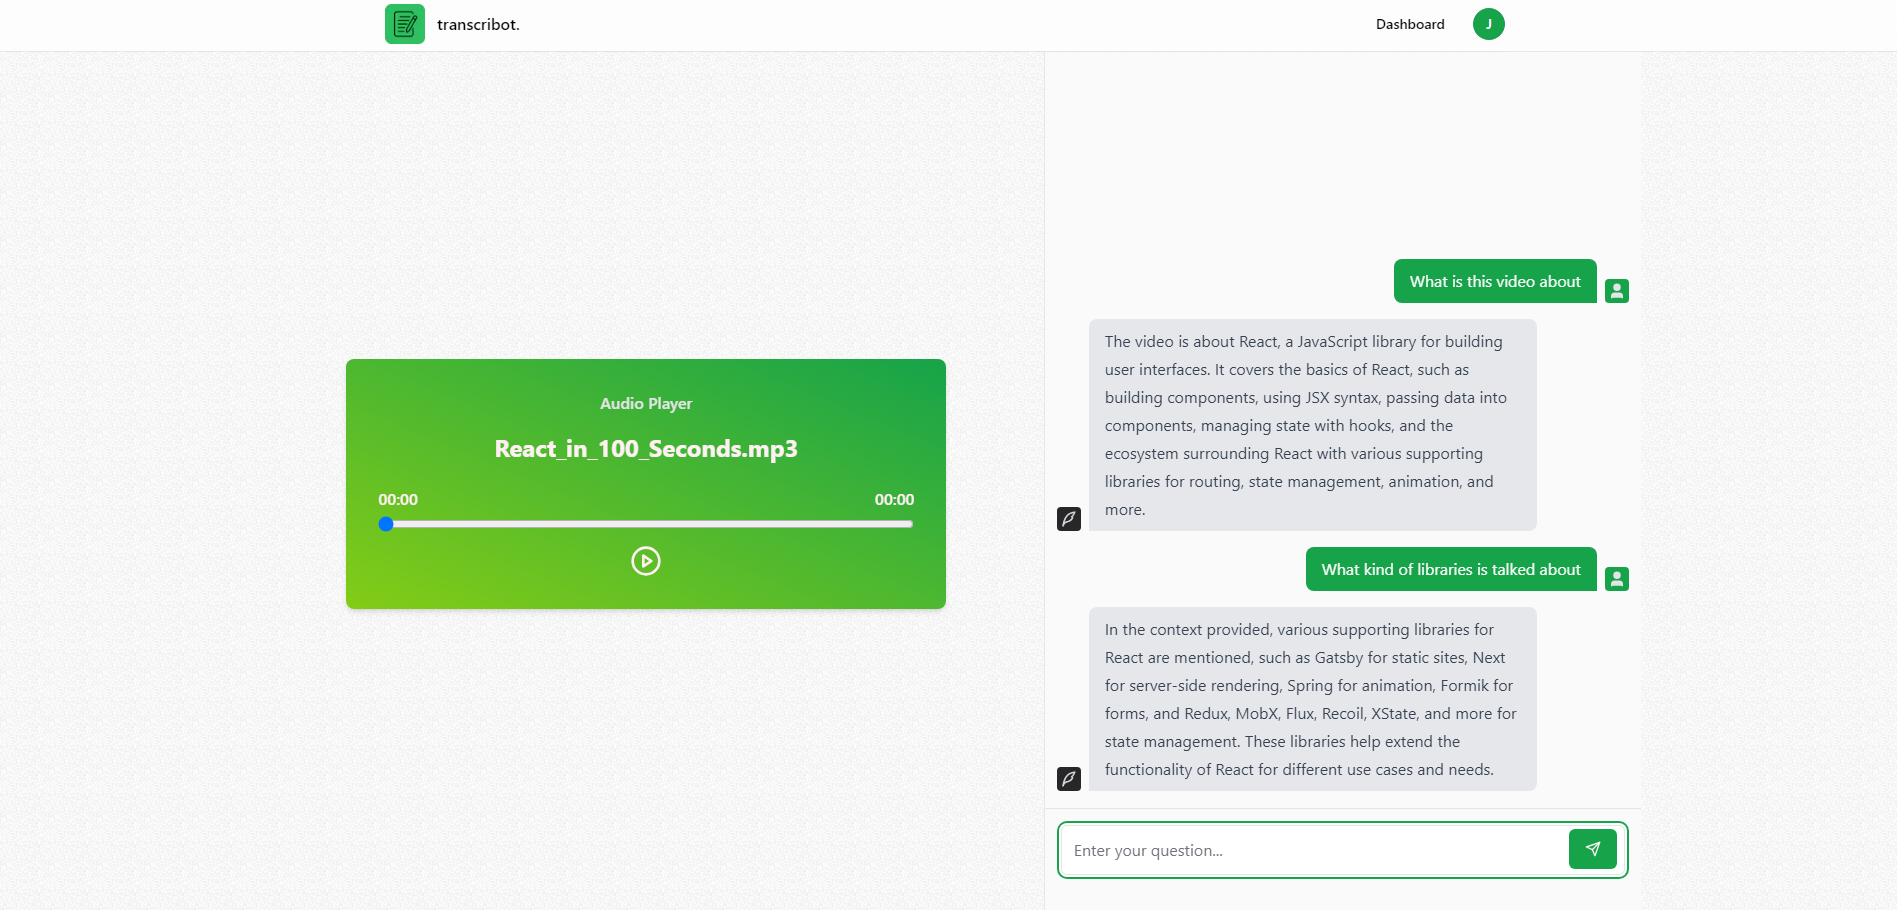 transcribot.
Dashboard
J
Audio Player
React_in_100_Seconds.mp3
00:00
00:00
What is this video about
The video is about React, a JavaScript library for building
user interfaces. It covers the basics of React, such as
building components, using JSX syntax, passing data into
components, managing state with hooks, and the
ecosystem surrounding React with various supporting
libraries for routing, state management, animation, and
more.
What kind of libraries is talked about
In the context provided, various supporting libraries for
React are mentioned, such as Gatsby for static sites, Next
for server-side rendering, Spring for animation, Formik for
forms, and Redux, MobX, Flux, Recoil, XState, and more for
state management. These libraries help extend the
functionality of React for different use cases and needs.
Enter your question...